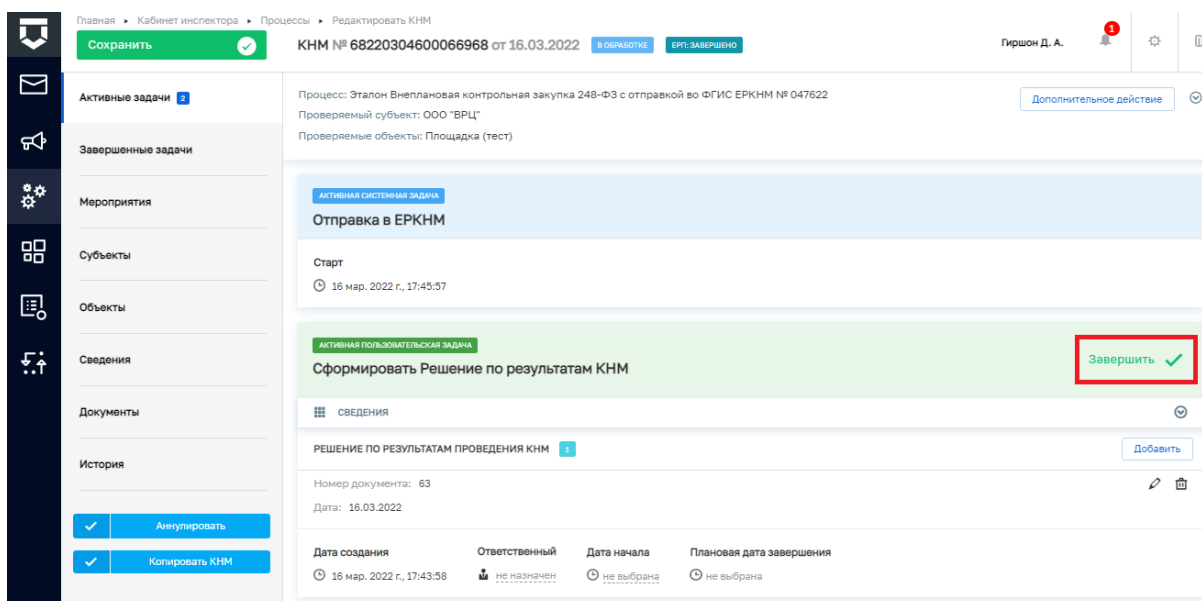 Главная ▸ Кабинет инспектора ▸ Процессы ▸ Редактировать КНМ
Сохранить
КНМ № 68220304600066968 от 16.03.2022 В ОБРАБОТКЕ ЕРП: ЗАВЕРШЕНО
Гиршон Д. А.
1
Активные задачи 2
Завершенные задачи
Мероприятия
Субъекты
Объекты
Сведения
Документы
История
Аннулировать
Копировать КНМ
Процесс: Эталон Внеплановая контрольная закупка 248-ФЗ с отправкой во ФГИС ЕРКНМ № 047622
Проверяемый субъект: ООО "ВРЦ"
Проверяемые объекты: Площадка (тест)
Дополнительное действие
АКТИВНАЯ СИСТЕМНАЯ ЗАДАЧА
Отправка в ЕРКНМ
Старт
16 мар. 2022 г., 17:45:57
АКТИВНАЯ ПОЛЬЗОВАТЕЛЬСКАЯ ЗАДАЧА
Сформировать Решение по результатам КНМ
Завершить
СВЕДЕНИЯ
РЕШЕНИЕ ПО РЕЗУЛЬТАТАМ ПРОВЕДЕНИЯ КНМ 1
Добавить
Номер документа: 63
Дата: 16.03.2022
Дата создания Ответственный Дата начала Плановая дата завершения
16 мар. 2022 г., 17:43:58 не назначен не выбрана не выбрана